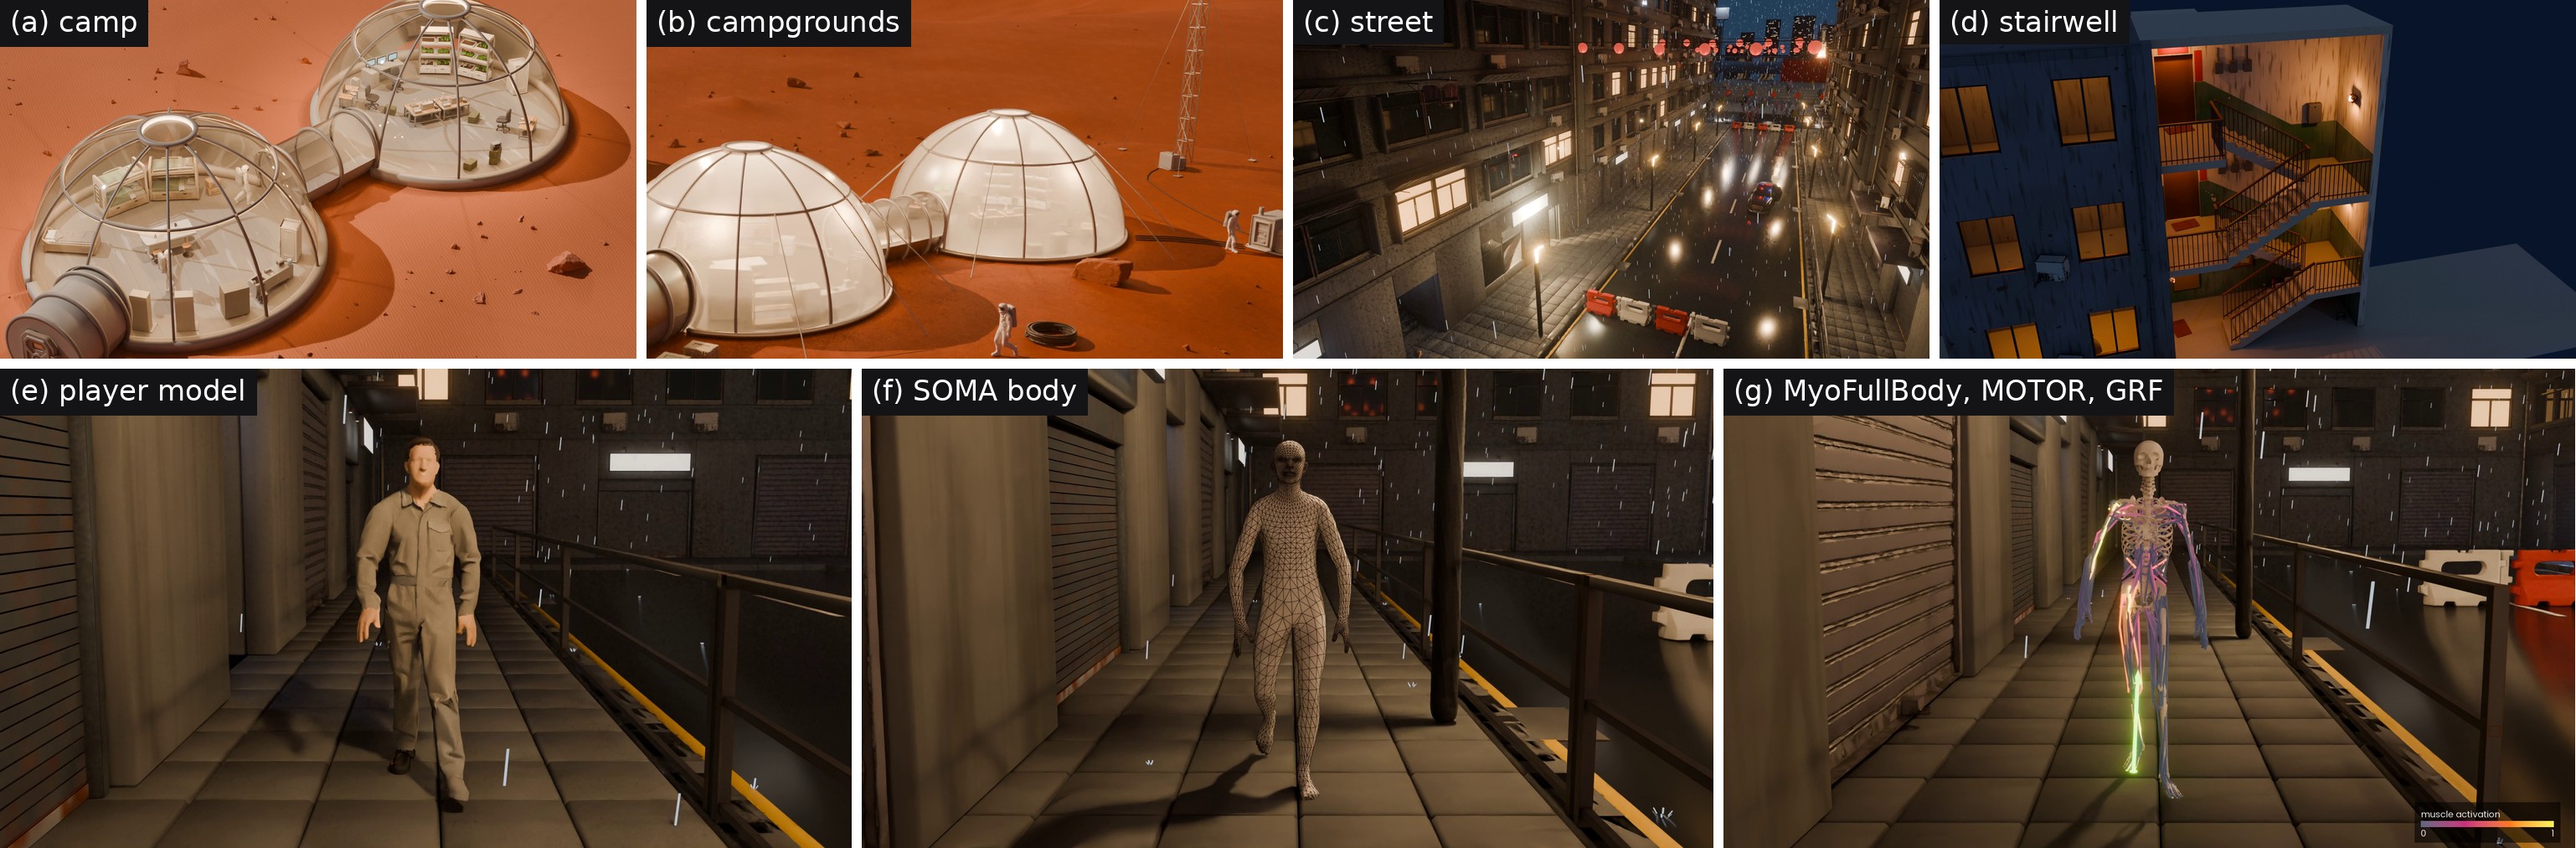 (a) camp
(b) campgrounds
(c) street
(d) stairwell
(e) player model
(f) SOMA body
(g) MyoFullBody, MOTOR, GRF
muscle activation
0 1